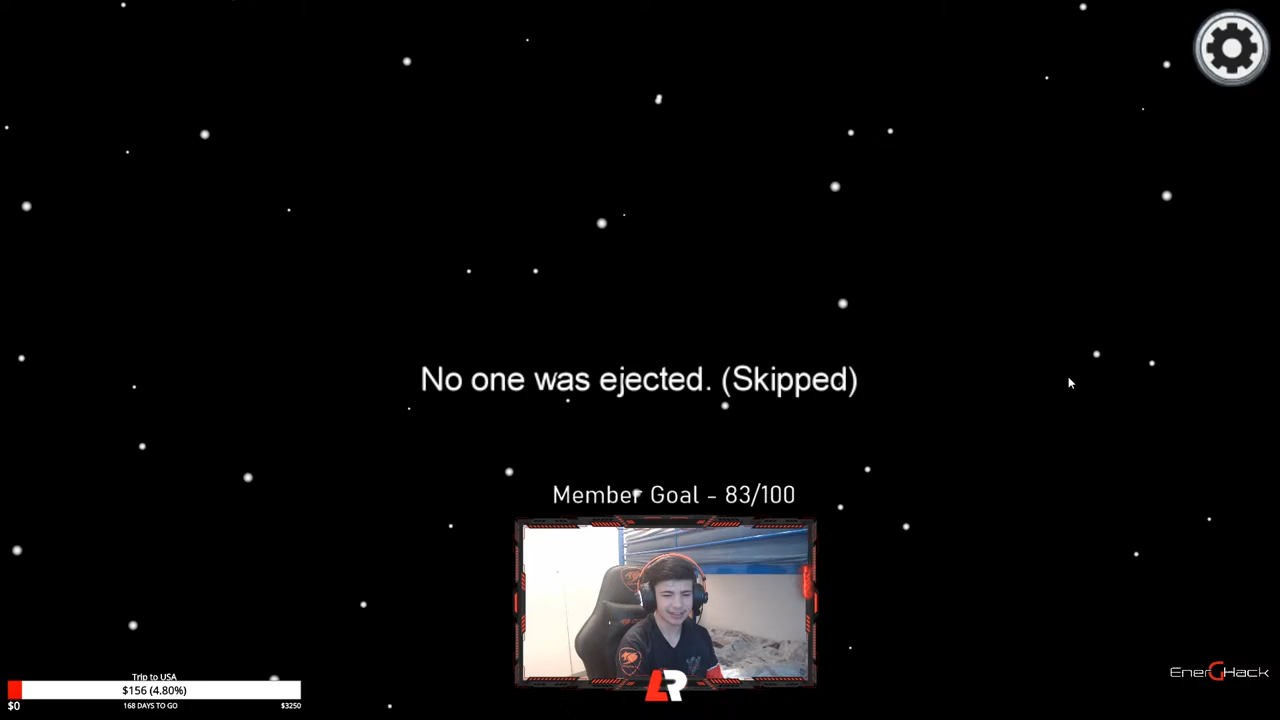 No one was ejected. (Skipped)
Member Goal - 83/100
LR
Trip to USA
$156 (4.80%)
$0
168 DAYS TO GO
$3250
EnerGHack